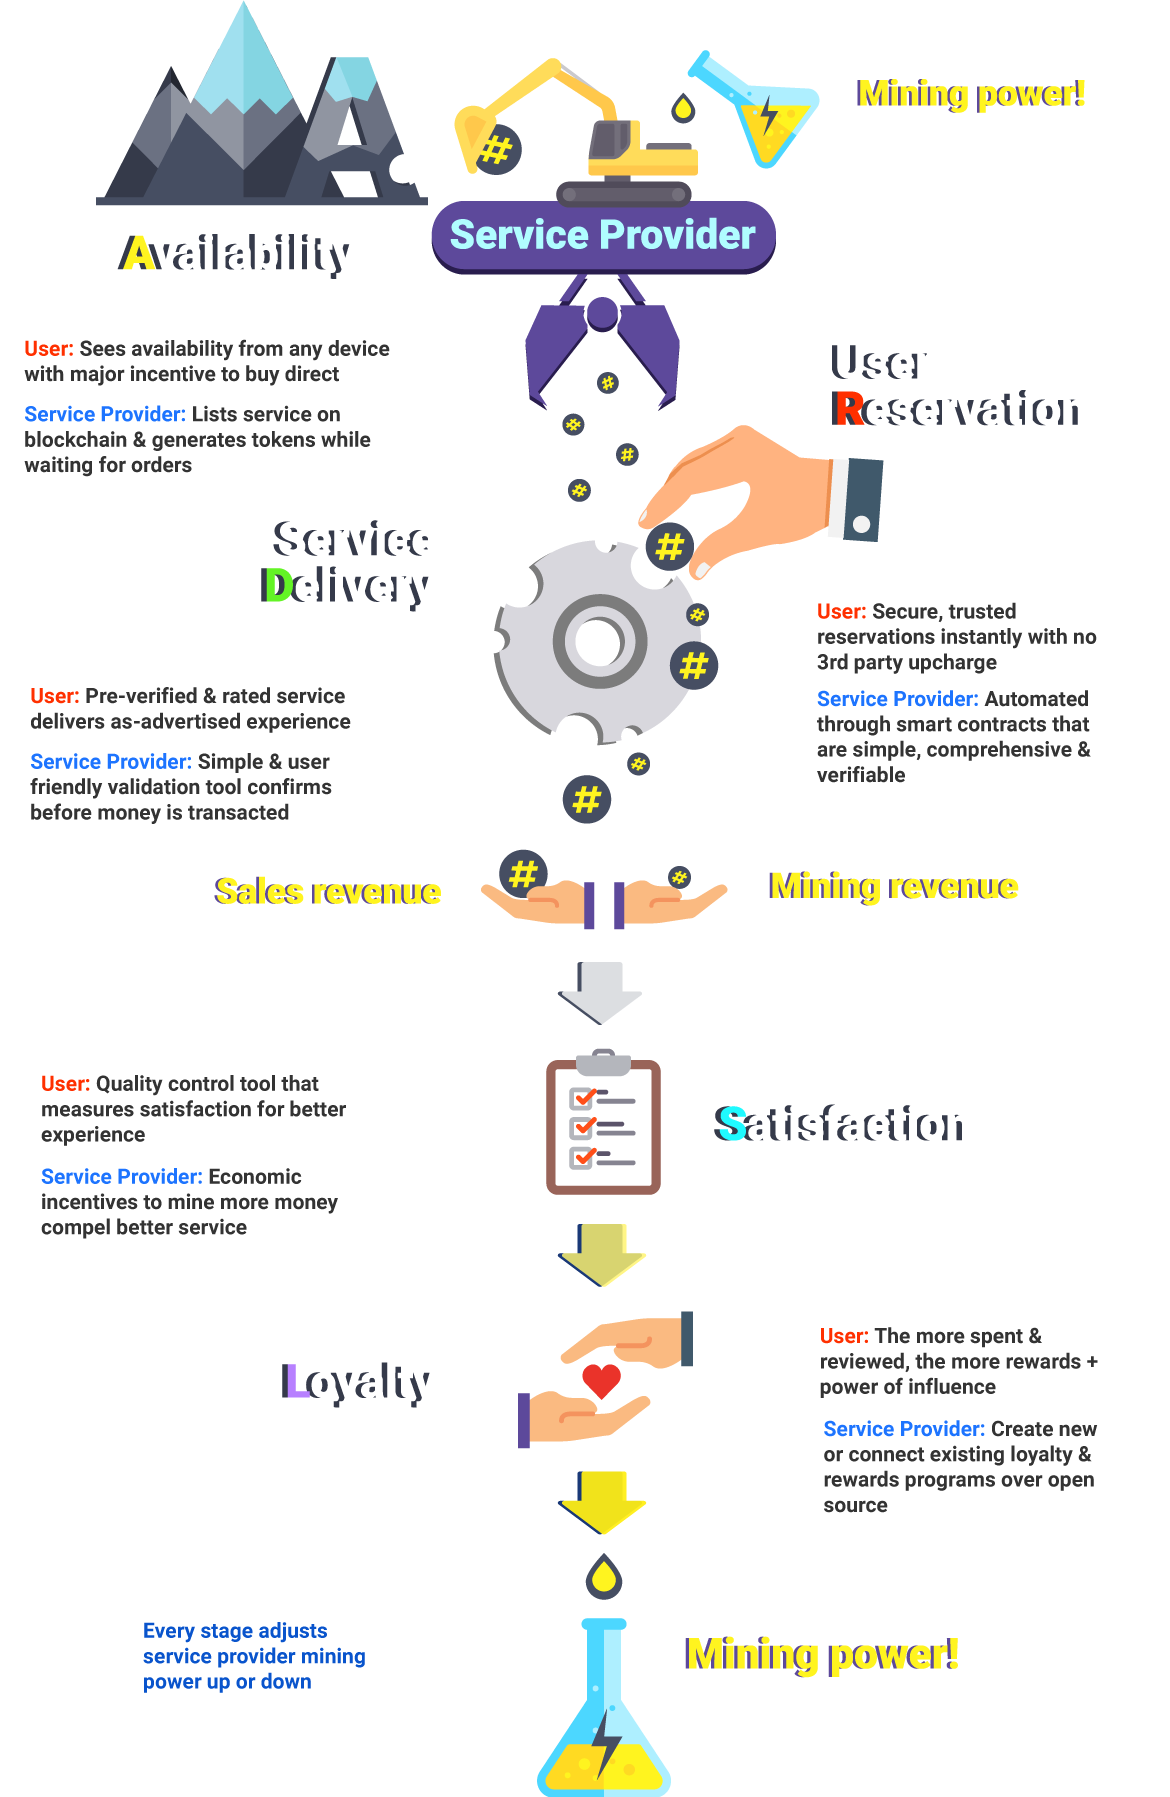 Mining power!
Service Provider
Availability
User: Sees availability from any device
with major incentive to buy direct
Service Provider: Lists service on
blockchain & generates tokens while
waiting for orders
User
Reservation
#
#
#
#
#
#
Service
Delivery
#
#
#
User: Secure, trusted
reservations instantly with no
3rd party upcharge
Service Provider: Automated
through smart contracts that
are simple, comprehensive &
verifiable
User: Pre-verified & rated service
delivers as-advertised experience
Service Provider: Simple & user
friendly validation tool confirms
before money is transacted
#
#
Sales revenue
#
#
Mining revenue
User: Quality control tool that
measures satisfaction for better
experience
Service Provider: Economic
incentives to mine more money
compel better service
Satisfaction
Loyalty
User: The more spent &
reviewed, the more rewards +
power of influence
Service Provider: Create new
or connect existing loyalty &
rewards programs over open
source
Every stage adjusts
service provider mining
power up or down
Mining power!